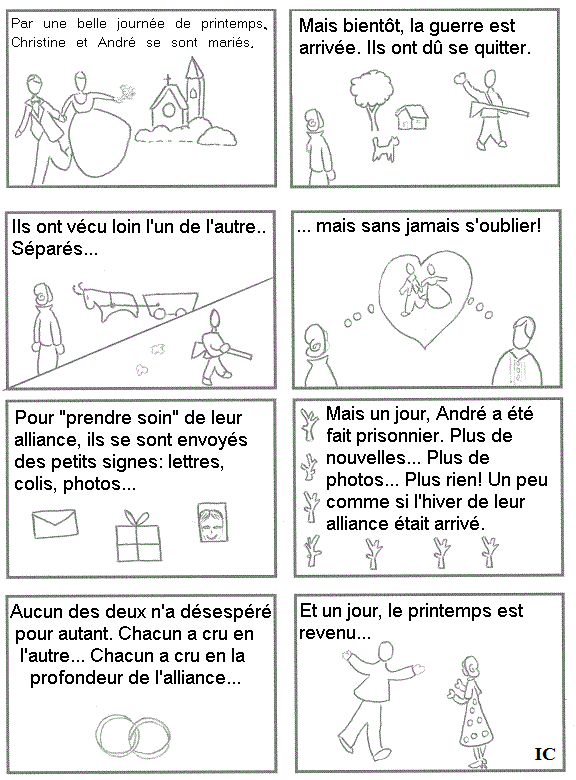 Par une belle journée de printemps,
Christine et André se sont mariés.
Mais bientôt, la guerre est
arrivée. Ils ont dû se quitter.
Ils ont vécu loin l'un de l'autre..
Séparés...
... mais sans jamais s'oublier!
Pour "prendre soin" de leur
alliance, ils se sont envoyés
des petits signes: lettres,
colis, photos...
Mais un jour, André a été
fait prisonnier. Plus de
nouvelles... Plus de
photos... Plus rien! Un peu
comme si l'hiver de leur
alliance était arrivé.
Aucun des deux n'a désespéré
pour autant. Chacun a cru en
l'autre... Chacun a cru en la
profondeur de l'alliance...
Et un jour, le printemps est
revenu...
IC